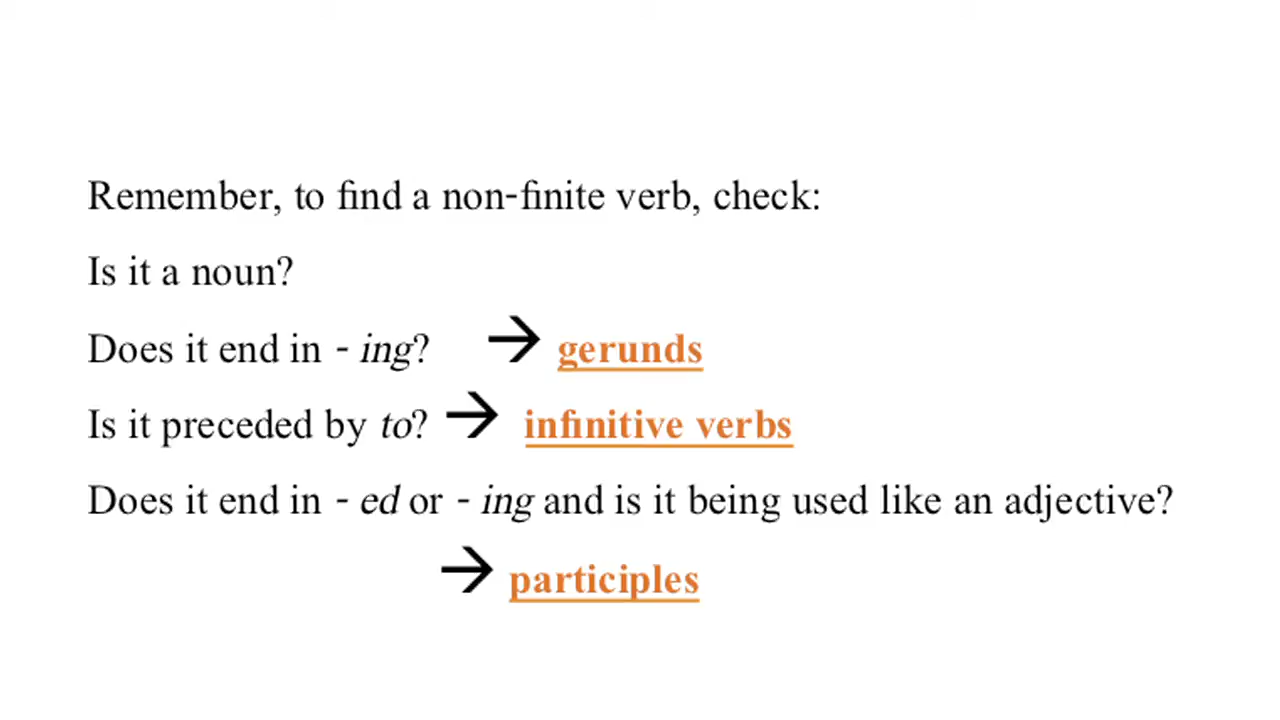 Remember, to find a non-finite verb, check:
Is it a noun?
Does it end in - ing? → gerunds
Is it preceded by to? → infinitive verbs
Does it end in - ed or - ing and is it being used like an adjective?
→ participles